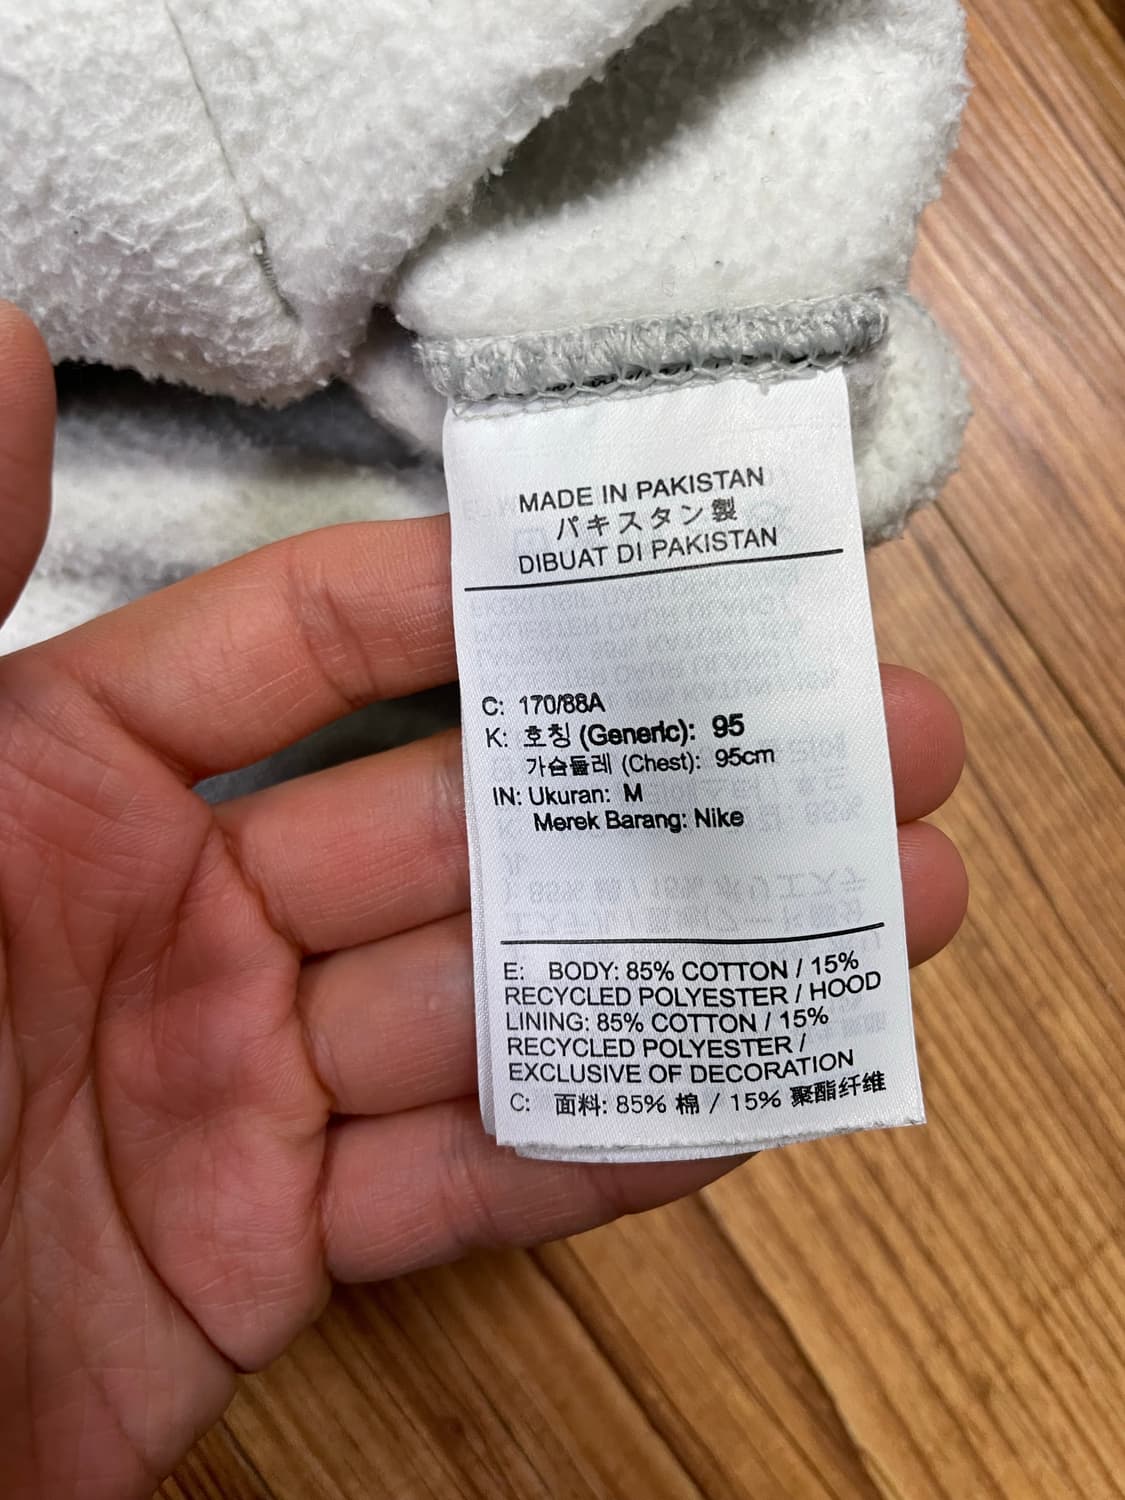 MADE IN PAKISTAN
パキスタン製
DIBUAT DI PAKISTAN
C: 170/88A
K: 호칭 (Generic): 95
가슴둘레 (Chest): 95cm
IN: Ukuran: M
Merek Barang: Nike
E: BODY: 85% COTTON / 15%
RECYCLED POLYESTER / HOOD
LINING: 85% COTTON / 15%
RECYCLED POLYESTER /
EXCLUSIVE OF DECORATION
C: 面料: 85% 棉 / 15% 聚酯纤维